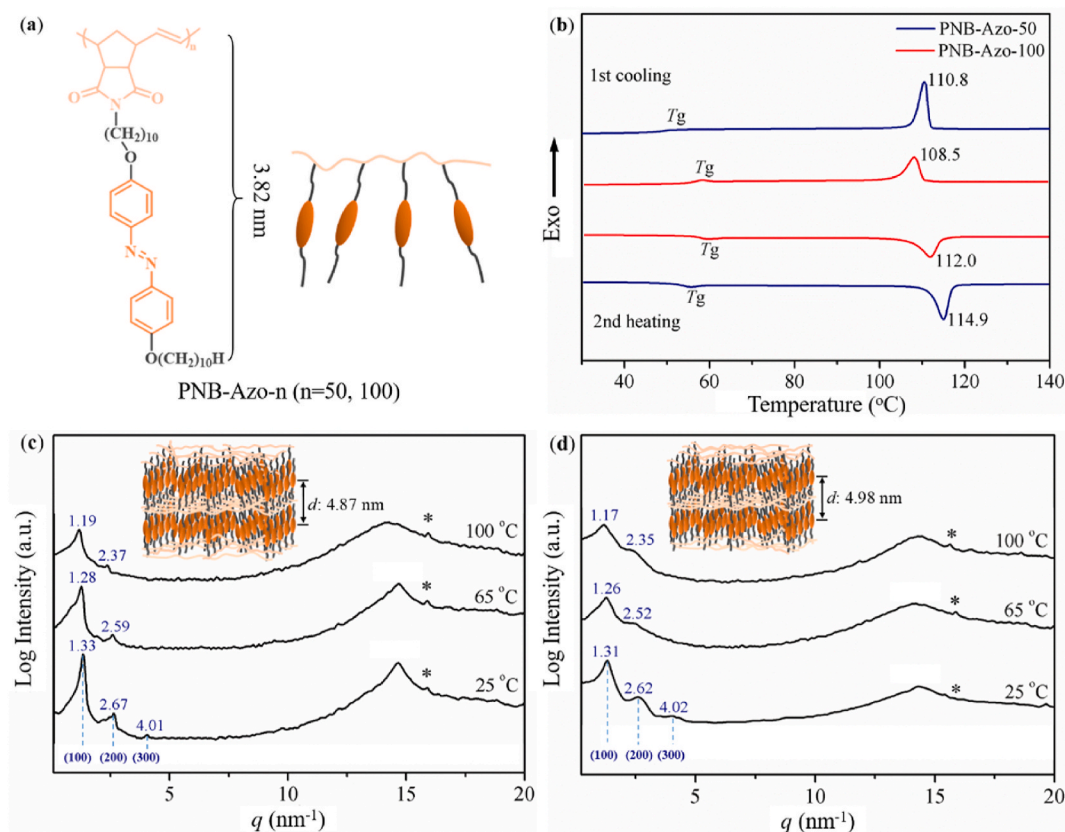 (a)
n
O
N
O
(CH2)10
O
N
N
O(CH2)10H
3.82 nm
PNB-Azo-n (n=50, 100)
(b)
PNB-Azo-50
PNB-Azo-100
1st cooling
110.8
Tg
108.5
Tg
Tg
112.0
Tg
2nd heating
114.9
Exo
40
60
80
100
120
140
Temperature (oC)
(c)
d: 4.87 nm
1.19
2.37
*
100 oC
1.28
2.59
*
65 oC
1.33
2.67
4.01
*
25 oC
(100)
(200)
(300)
Log Intensity (a.u.)
5
10
15
20
q (nm-1)
(d)
d: 4.98 nm
1.17
2.35
*
100 oC
1.26
2.52
*
65 oC
1.31
2.62
4.02
*
25 oC
(100)
(200)
(300)
Log Intensity (a.u.)
5
10
15
20
q (nm-1)